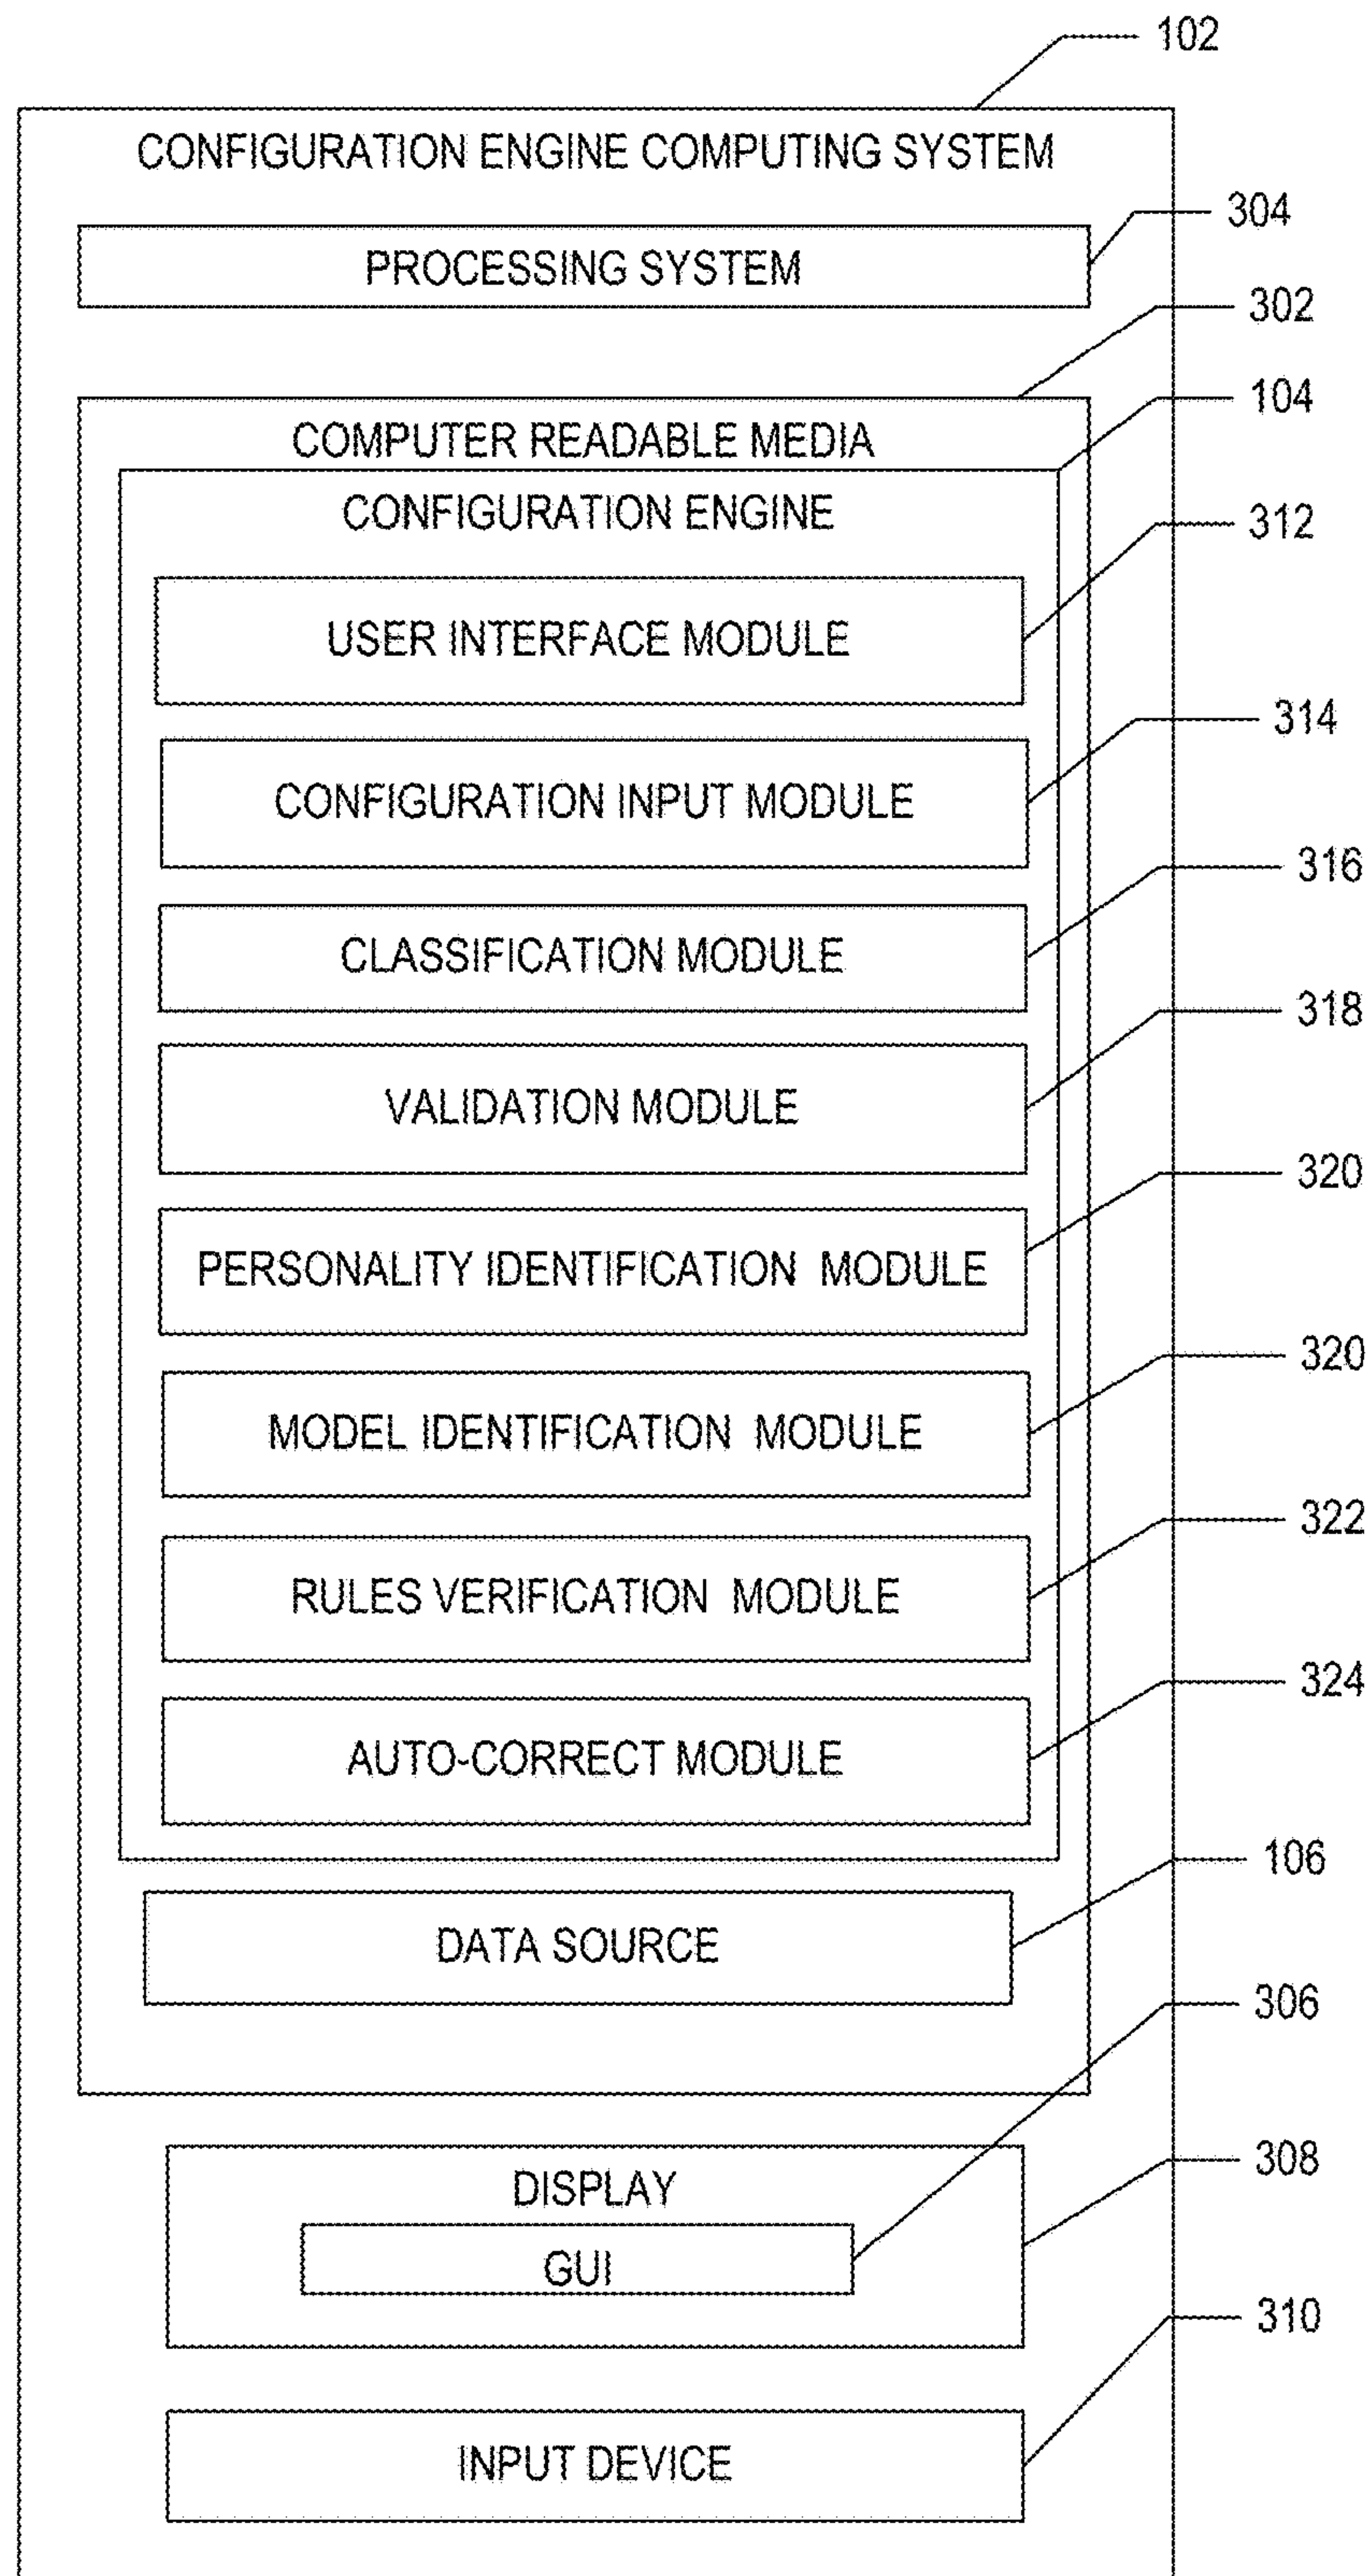 102
CONFIGURATION ENGINE COMPUTING SYSTEM
304
PROCESSING SYSTEM
302
104
COMPUTER READABLE MEDIA
CONFIGURATION ENGINE
312
USER INTERFACE MODULE
314
CONFIGURATION INPUT MODULE
316
CLASSIFICATION MODULE
318
VALIDATION MODULE
320
PERSONALITY IDENTIFICATION MODULE
320
MODEL IDENTIFICATION MODULE
322
RULES VERIFICATION MODULE
324
AUTO-CORRECT MODULE
106
DATA SOURCE
306
308
DISPLAY
GUI
310
INPUT DEVICE